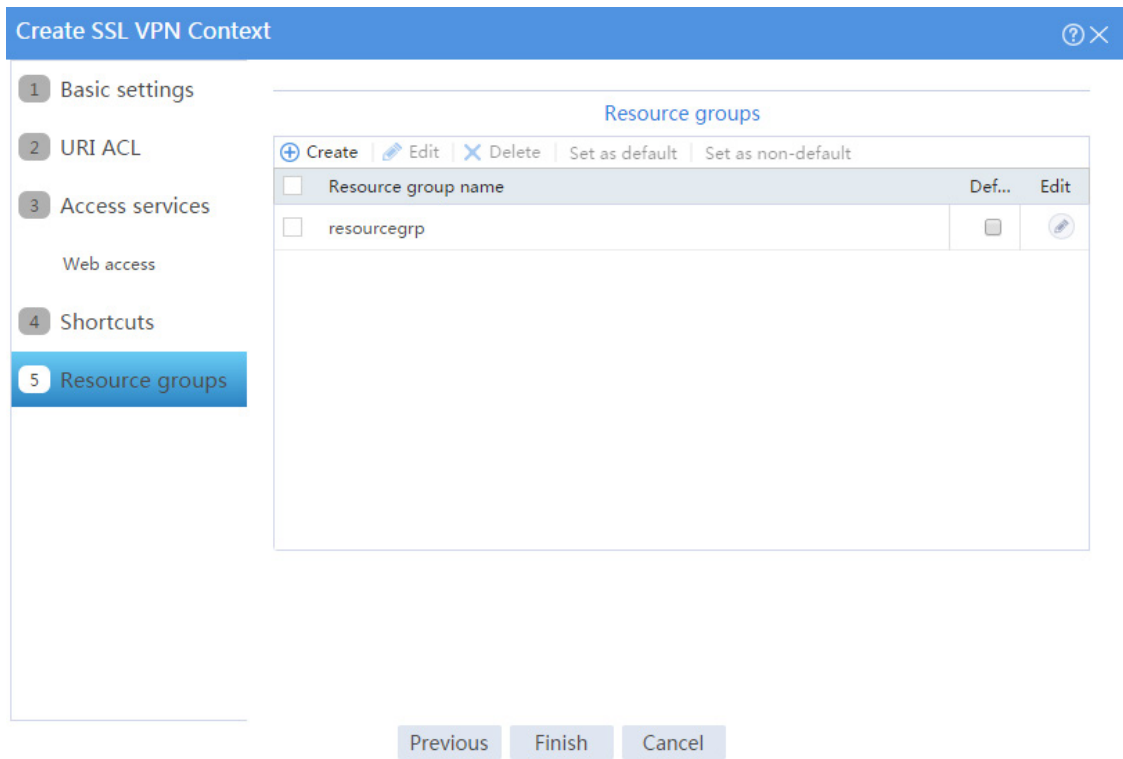 Create SSL VPN Context
1 Basic settings
2 URI ACL
3 Access services
Web access
4 Shortcuts
5 Resource groups
Resource groups
Create Edit Delete Set as default Set as non-default
Resource group name Def... Edit
resourcegrp
Previous Finish Cancel